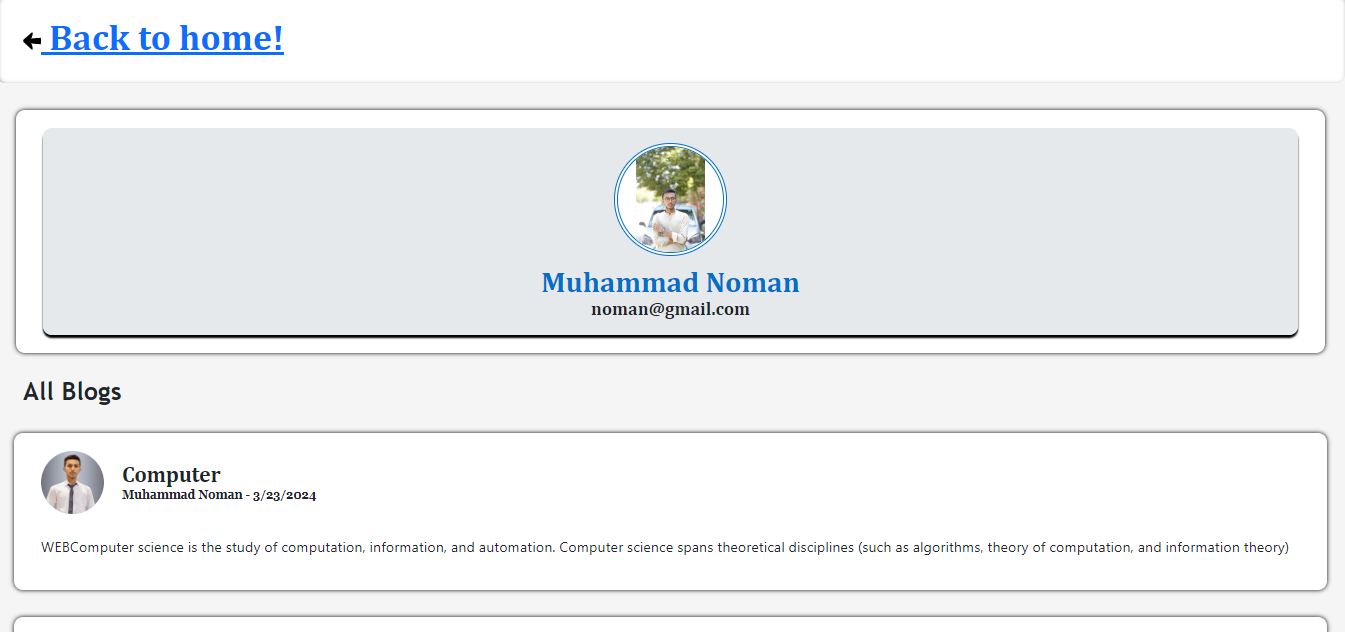 Back to home!
Muhammad Noman
noman@gmail.com
All Blogs
Computer
Muhammad Noman - 3/23/2024
WEBComputer science is the study of computation, information, and automation. Computer science spans theoretical disciplines (such as algorithms, theory of computation, and information theory)